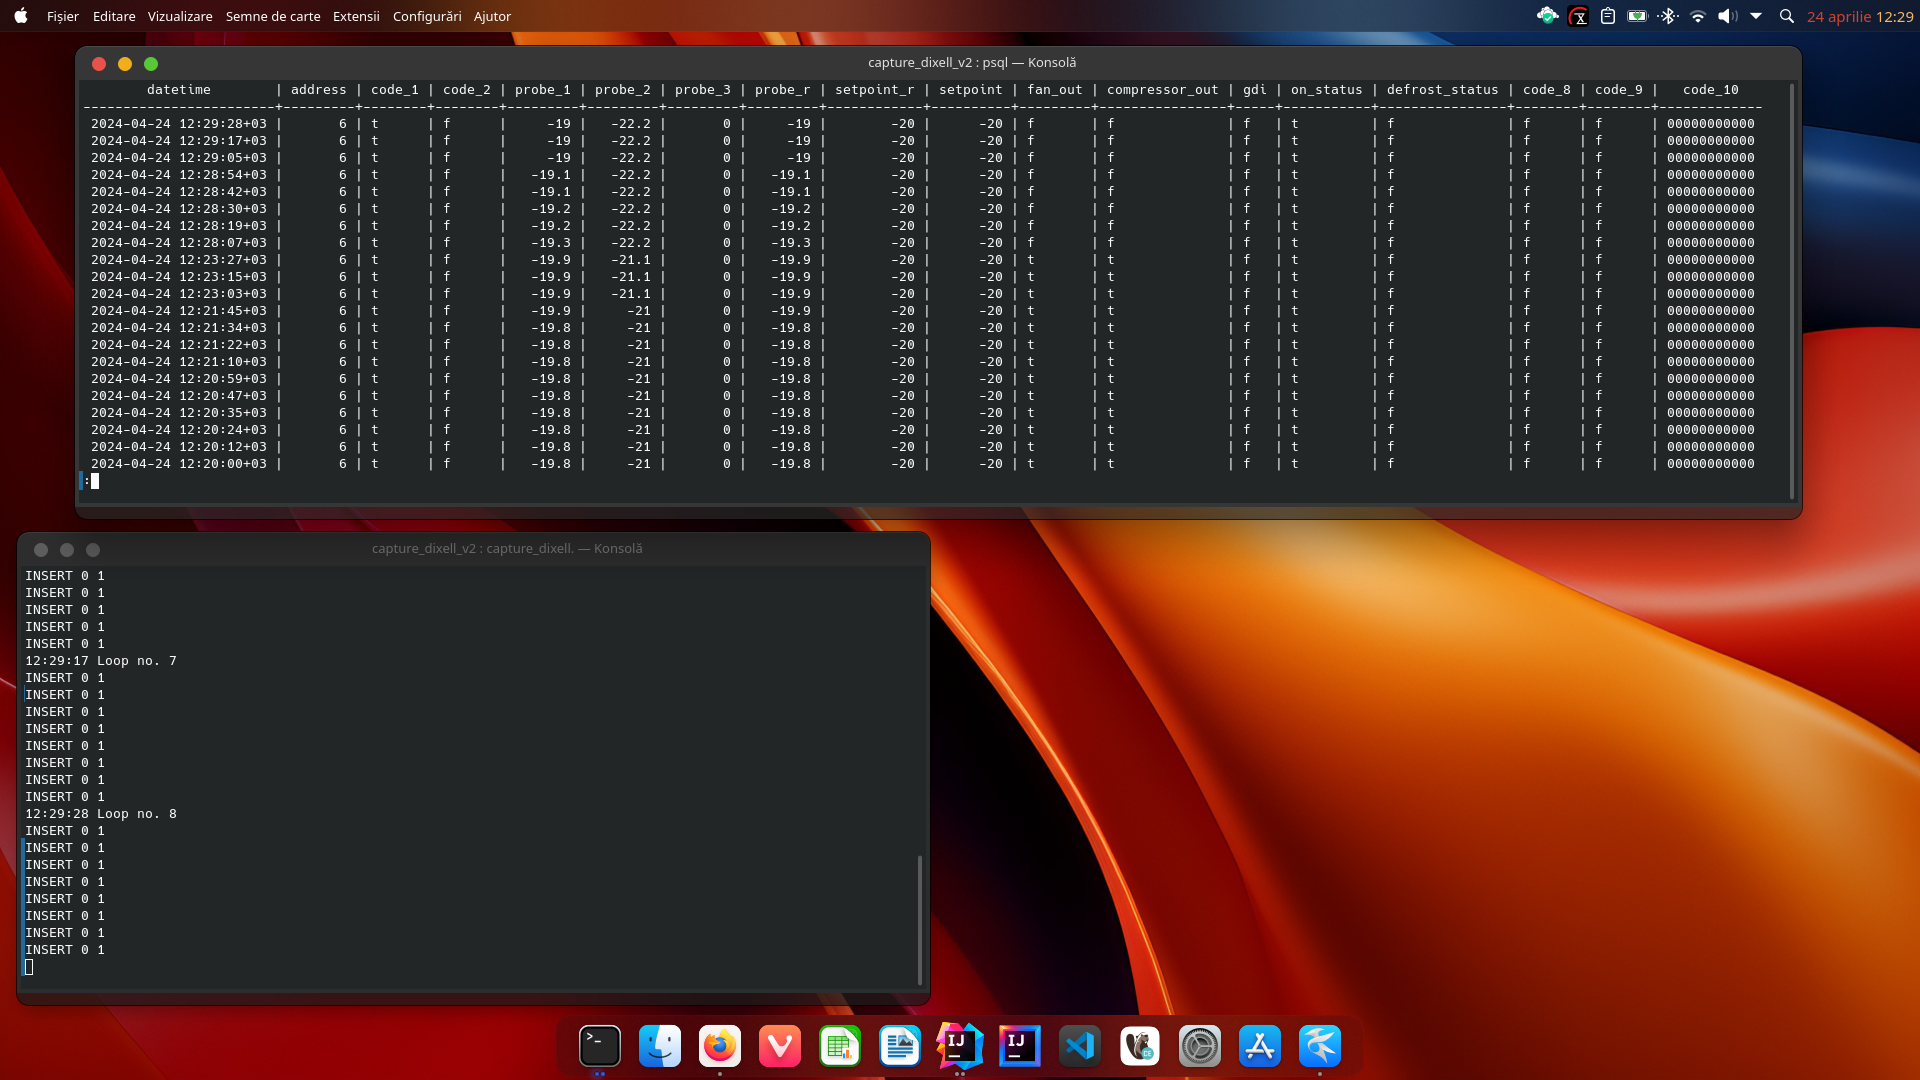 Fișier Editare Vizualizare Semne de carte Extensii Configurări Ajutor 24 aprilie 12:29
capture_dixell_v2 : psql — Konsolă
datetime | address | code_1 | code_2 | probe_1 | probe_2 | probe_3 | probe_r | setpoint_r | setpoint | fan_out | compressor_out | gdi | on_status | defrost_status | code_8 | code_9 | code_10
------------------------+---------+--------+--------+---------+---------+---------+---------+------------+----------+---------+----------------+-----+-----------+----------------+--------+--------+-------------
2024-04-24 12:29:28+03 | 6 | t | f | -19 | -22.2 | 0 | -19 | -20 | -20 | f | f | f | t | f | f | f | 00000000000
2024-04-24 12:29:17+03 | 6 | t | f | -19 | -22.2 | 0 | -19 | -20 | -20 | f | f | f | t | f | f | f | 00000000000
2024-04-24 12:29:05+03 | 6 | t | f | -19 | -22.2 | 0 | -19 | -20 | -20 | f | f | f | t | f | f | f | 00000000000
2024-04-24 12:28:54+03 | 6 | t | f | -19.1 | -22.2 | 0 | -19.1 | -20 | -20 | f | f | f | t | f | f | f | 00000000000
2024-04-24 12:28:42+03 | 6 | t | f | -19.1 | -22.2 | 0 | -19.1 | -20 | -20 | f | f | f | t | f | f | f | 00000000000
2024-04-24 12:28:30+03 | 6 | t | f | -19.2 | -22.2 | 0 | -19.2 | -20 | -20 | f | f | f | t | f | f | f | 00000000000
2024-04-24 12:28:19+03 | 6 | t | f | -19.2 | -22.2 | 0 | -19.2 | -20 | -20 | f | f | f | t | f | f | f | 00000000000
2024-04-24 12:28:07+03 | 6 | t | f | -19.3 | -22.2 | 0 | -19.3 | -20 | -20 | f | f | f | t | f | f | f | 00000000000
2024-04-24 12:23:27+03 | 6 | t | f | -19.9 | -21.1 | 0 | -19.9 | -20 | -20 | t | t | f | t | f | f | f | 00000000000
2024-04-24 12:23:15+03 | 6 | t | f | -19.9 | -21.1 | 0 | -19.9 | -20 | -20 | t | t | f | t | f | f | f | 00000000000
2024-04-24 12:23:03+03 | 6 | t | f | -19.9 | -21.1 | 0 | -19.9 | -20 | -20 | t | t | f | t | f | f | f | 00000000000
2024-04-24 12:21:45+03 | 6 | t | f | -19.9 | -21 | 0 | -19.9 | -20 | -20 | t | t | f | t | f | f | f | 00000000000
2024-04-24 12:21:34+03 | 6 | t | f | -19.8 | -21 | 0 | -19.8 | -20 | -20 | t | t | f | t | f | f | f | 00000000000
2024-04-24 12:21:22+03 | 6 | t | f | -19.8 | -21 | 0 | -19.8 | -20 | -20 | t | t | f | t | f | f | f | 00000000000
2024-04-24 12:21:10+03 | 6 | t | f | -19.8 | -21 | 0 | -19.8 | -20 | -20 | t | t | f | t | f | f | f | 00000000000
2024-04-24 12:20:59+03 | 6 | t | f | -19.8 | -21 | 0 | -19.8 | -20 | -20 | t | t | f | t | f | f | f | 00000000000
2024-04-24 12:20:47+03 | 6 | t | f | -19.8 | -21 | 0 | -19.8 | -20 | -20 | t | t | f | t | f | f | f | 00000000000
2024-04-24 12:20:35+03 | 6 | t | f | -19.8 | -21 | 0 | -19.8 | -20 | -20 | t | t | f | t | f | f | f | 00000000000
2024-04-24 12:20:24+03 | 6 | t | f | -19.8 | -21 | 0 | -19.8 | -20 | -20 | t | t | f | t | f | f | f | 00000000000
2024-04-24 12:20:12+03 | 6 | t | f | -19.8 | -21 | 0 | -19.8 | -20 | -20 | t | t | f | t | f | f | f | 00000000000
2024-04-24 12:20:00+03 | 6 | t | f | -19.8 | -21 | 0 | -19.8 | -20 | -20 | t | t | f | t | f | f | f | 00000000000
:
capture_dixell_v2 : capture_dixell. — Konsolă
INSERT 0 1
INSERT 0 1
INSERT 0 1
INSERT 0 1
INSERT 0 1
12:29:17 Loop no. 7
INSERT 0 1
INSERT 0 1
INSERT 0 1
INSERT 0 1
INSERT 0 1
INSERT 0 1
INSERT 0 1
INSERT 0 1
12:29:28 Loop no. 8
INSERT 0 1
INSERT 0 1
INSERT 0 1
INSERT 0 1
INSERT 0 1
INSERT 0 1
INSERT 0 1
INSERT 0 1
>_ IJ IJ CE